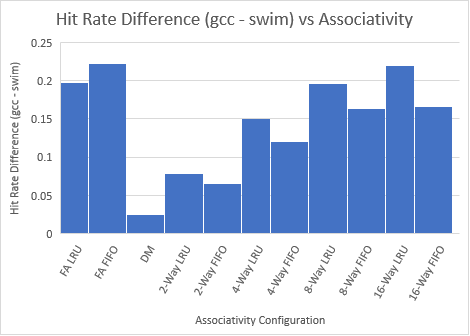 Hit Rate Difference (gcc - swim) vs Associativity
Hit Rate Difference (gcc - swim)
0.25
0.2
0.15
0.1
0.05
0
FA LRU
FA FIFO
DM
2-Way LRU
2-Way FIFO
4-Way LRU
4-Way FIFO
8-Way LRU
8-Way FIFO
16-Way LRU
16-Way FIFO
Associativity Configuration